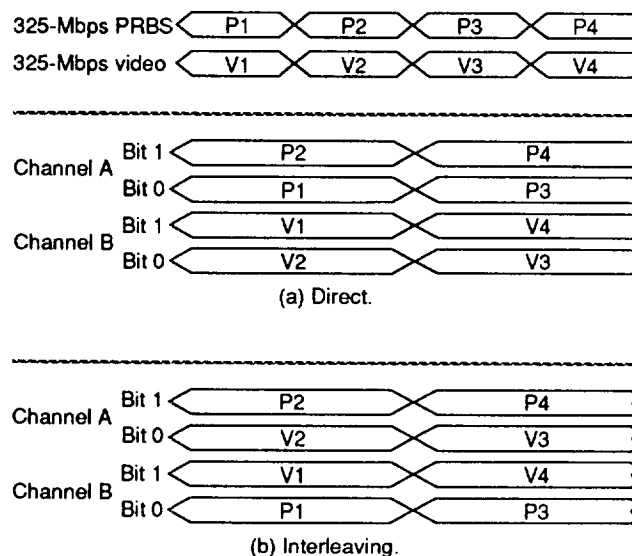 325-Mbps PRBS P1 P2 P3 P4
325-Mbps video V1 V2 V3 V4
Channel A
Bit 1 P2 P4
Bit 0 P1 P3
Channel B
Bit 1 V1 V4
Bit 0 V2 V3
(a) Direct.
Channel A
Bit 1 P2 P4
Bit 0 V2 V3
Channel B
Bit 1 V1 V4
Bit 0 P1 P3
(b) Interleaving.